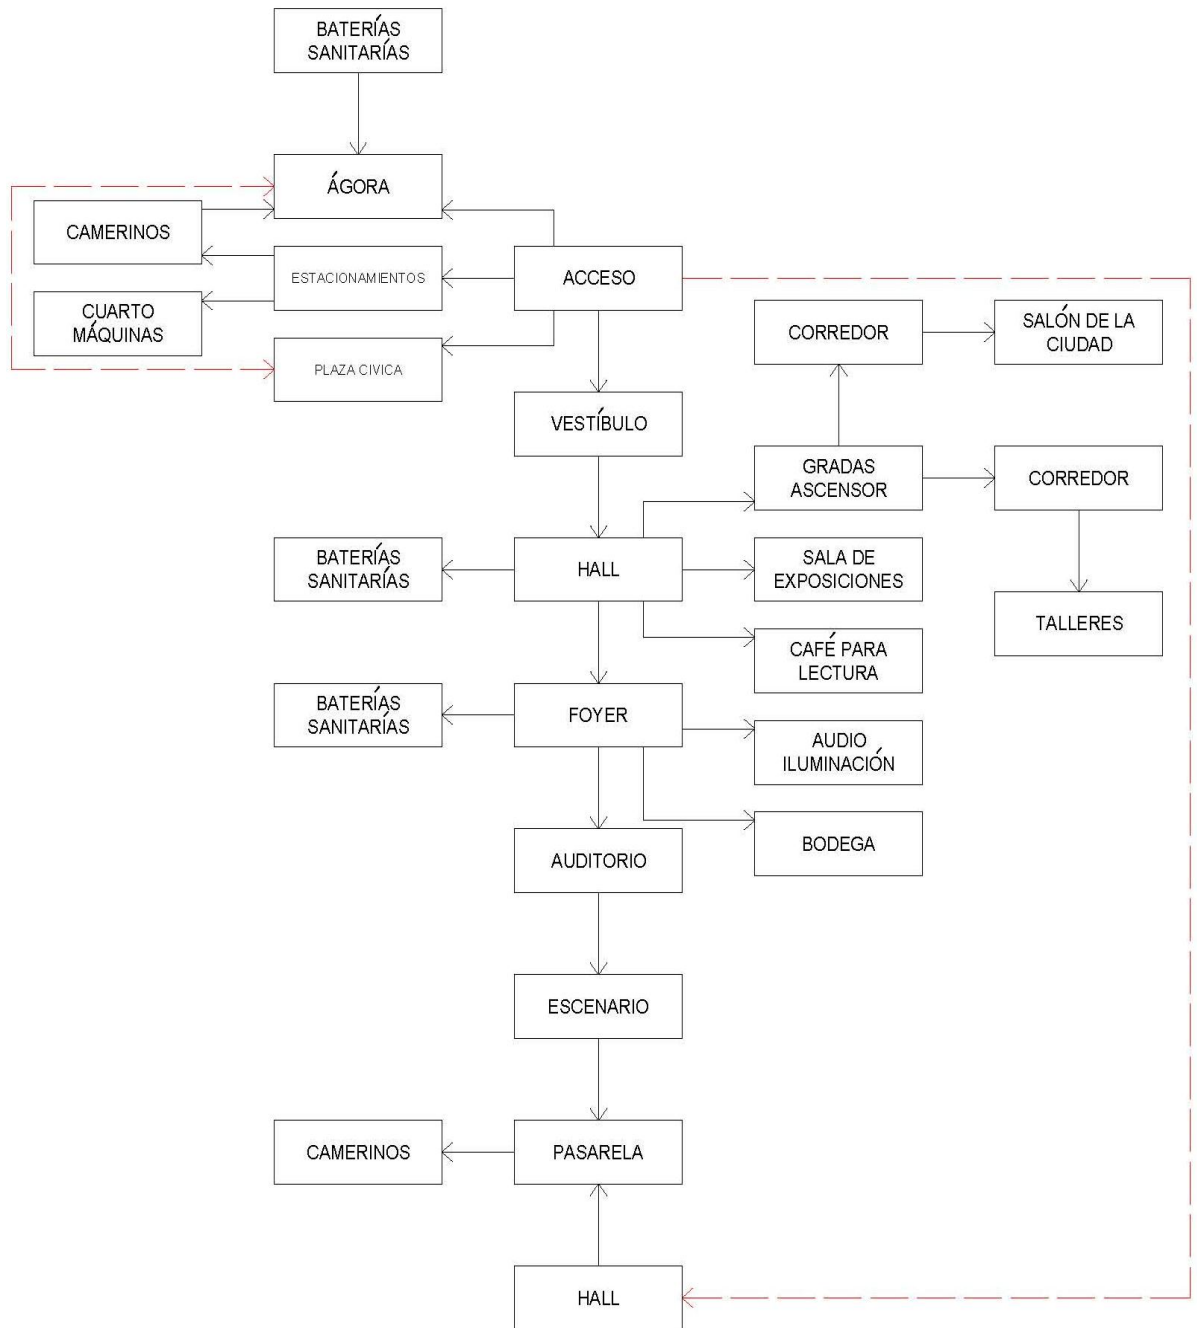 BATERÍAS
SANITARÍAS
ÁGORA
CAMERINOS
ESTACIONAMIENTOS
ACCESO
CUARTO
MÁQUINAS
PLAZA CIVICA
CORREDOR
SALÓN DE LA
CIUDAD
VESTÍBULO
GRADAS
ASCENSOR
CORREDOR
BATERÍAS
SANITARÍAS
HALL
SALA DE
EXPOSICIONES
TALLERES
CAFÉ PARA
LECTURA
BATERÍAS
SANITARÍAS
FOYER
AUDIO
ILUMINACIÓN
BODEGA
AUDITORIO
ESCENARIO
CAMERINOS
PASARELA
HALL